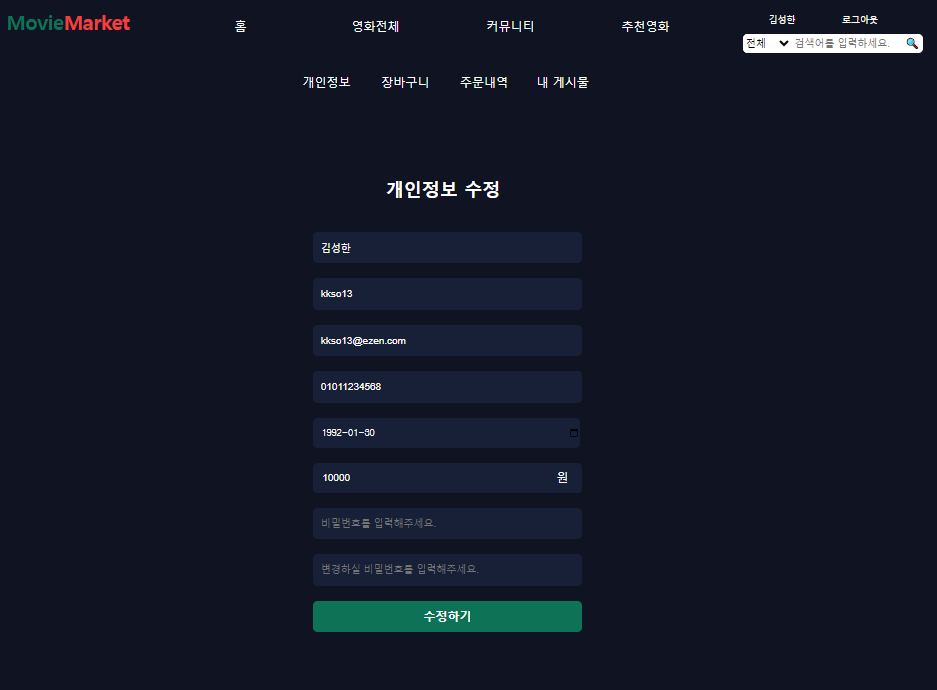 MovieMarket
홈 영화전체 커뮤니티 추천영화
김성한 로그아웃
전체 검색어를 입력하세요.
개인정보 장바구니 주문내역 내 게시물
개인정보 수정
김성한
kkso13
kkso13@ezen.com
01011234568
1992-01-30
10000 원
비밀번호를 입력해주세요.
변경하실 비밀번호를 입력해주세요.
수정하기